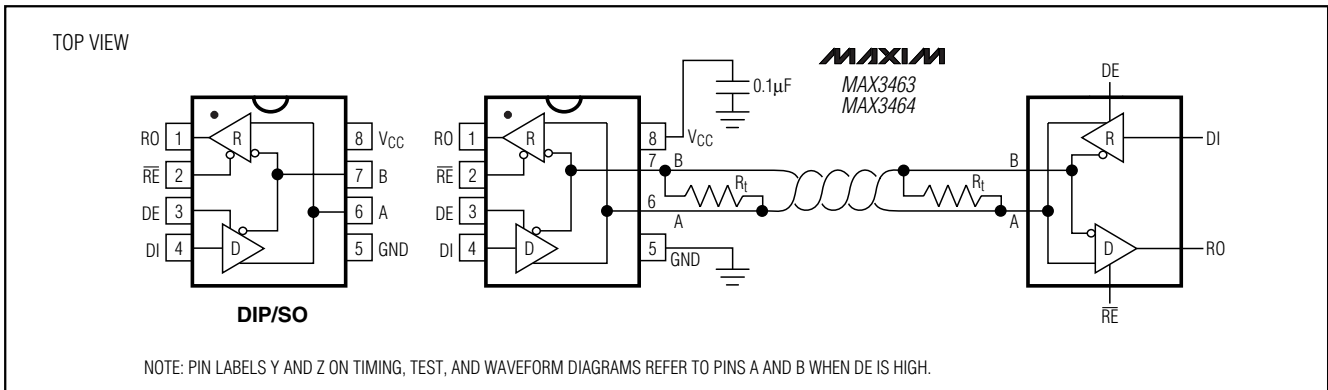 TOP VIEW
MAXIM
MAX3463
MAX3464
RO 1
R̅E̅ 2
DE 3
DI 4
R
D
8 VCC
7 B
6 A
5 GND
DIP/SO
RO 1
R̅E̅ 2
DE 3
DI 4
R
D
0.1µF
8 VCC
7 B
Rt
6 A
5 GND
Rt
B
A
DE
R
DI
D
RO
R̅E̅
NOTE: PIN LABELS Y AND Z ON TIMING, TEST, AND WAVEFORM DIAGRAMS REFER TO PINS A AND B WHEN DE IS HIGH.